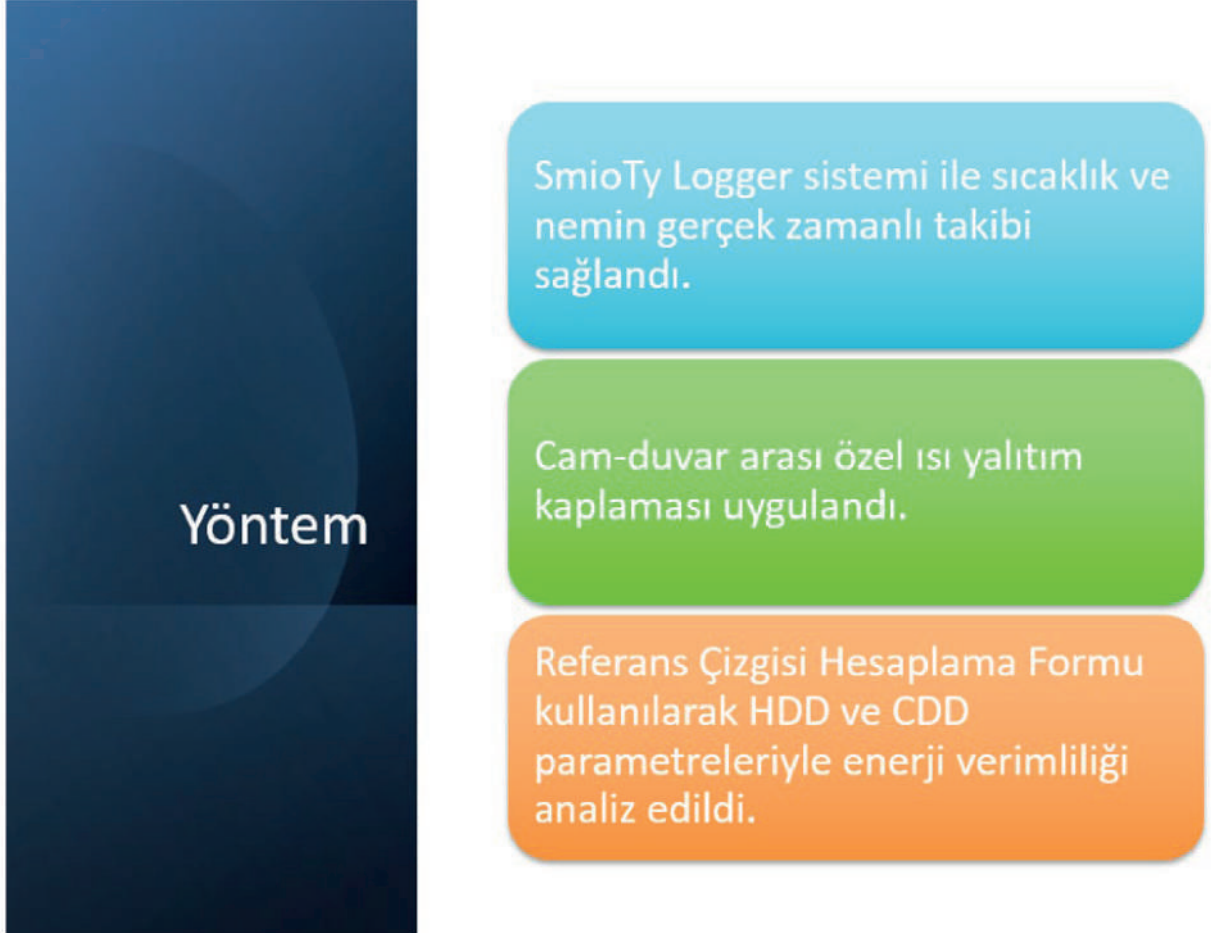 Yöntem
SmioTy Logger sistemi ile sıcaklık ve
nemin gerçek zamanlı takibi
sağlandı.
Cam-duvar arası özel ısı yalıtım
kaplaması uygulandı.
Referans Çizgisi Hesaplama Formu
kullanılarak HDD ve CDD
parametreleriyle enerji verimliliği
analiz edildi.